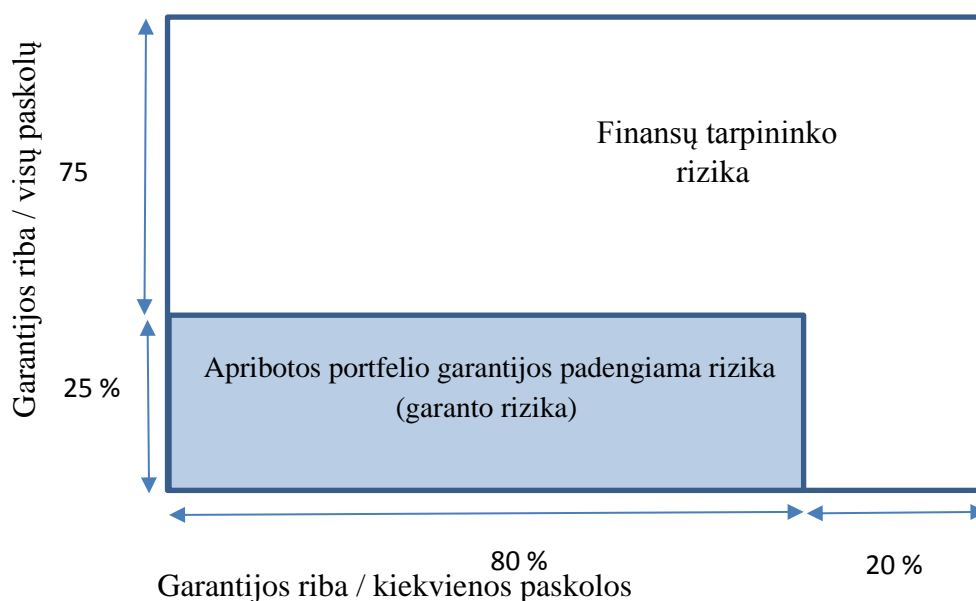 Garantijos riba / visų paskolų
75
25 %
Finansų tarpininko
rizika
Apribotos portfelio garantijos padengiama rizika
(garanto rizika)
80 %
20 %
Garantijos riba / kiekvienos paskolos